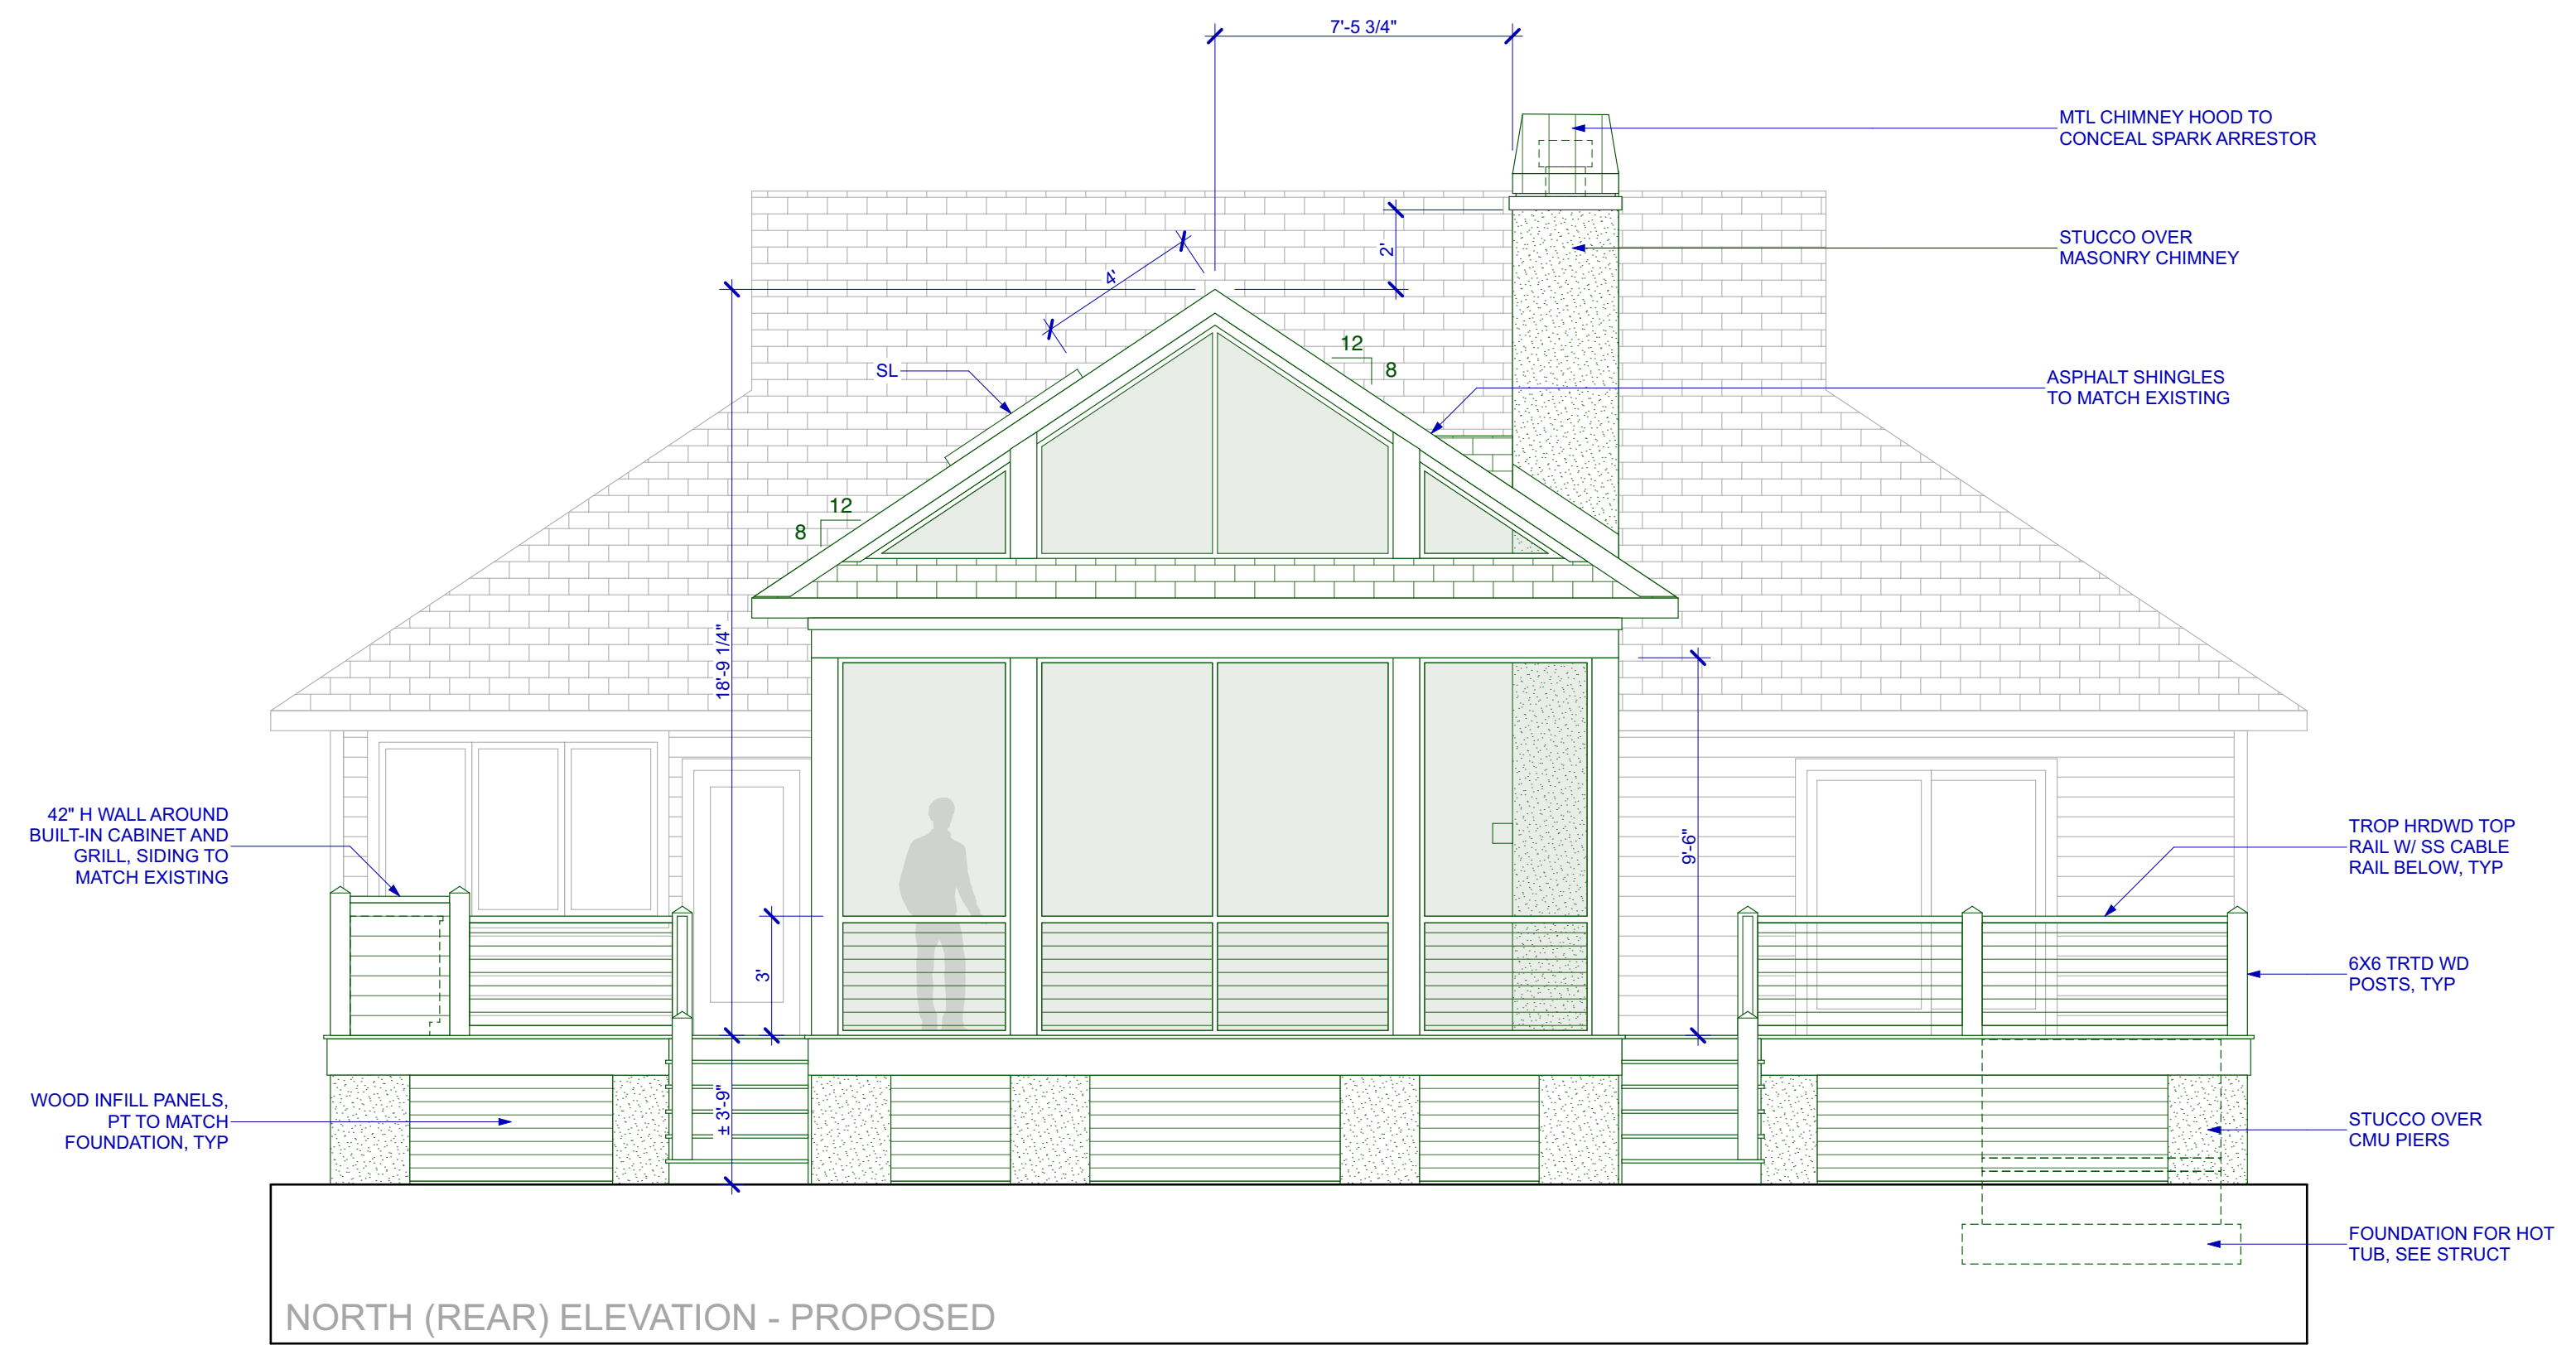 7'-5 3/4"
MTL CHIMNEY HOOD TO
CONCEAL SPARK ARRESTOR
STUCCO OVER
MASONRY CHIMNEY
2'
4'
12
8
SL
ASPHALT SHINGLES
TO MATCH EXISTING
12
8
18'-9 1/4"
9'-6"
42" H WALL AROUND
BUILT-IN CABINET AND
GRILL, SIDING TO
MATCH EXISTING
TROP HRDWD TOP
RAIL W/ SS CABLE
RAIL BELOW, TYP
3'
6X6 TRTD WD
POSTS, TYP
± 3'-9"
WOOD INFILL PANELS,
PT TO MATCH
FOUNDATION, TYP
STUCCO OVER
CMU PIERS
FOUNDATION FOR HOT
TUB, SEE STRUCT
NORTH (REAR) ELEVATION - PROPOSED